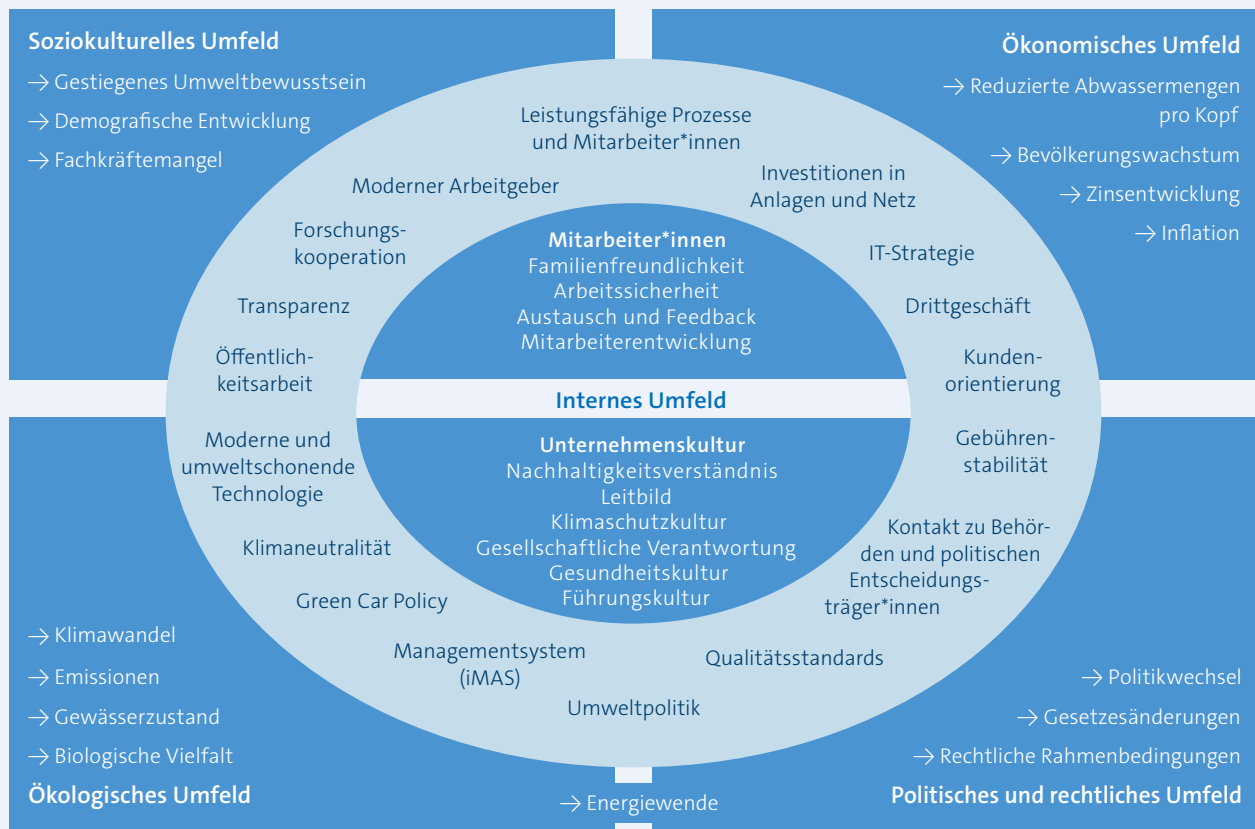 Soziokulturelles Umfeld
→ Gestiegenes Umweltbewusstsein
→ Demografische Entwicklung
→ Fachkräftemangel
Ökonomisches Umfeld
→ Reduzierte Abwassermengen
pro Kopf
→ Bevölkerungswachstum
→ Zinsentwicklung
→ Inflation
Leistungsfähige Prozesse
und Mitarbeiter*innen
Moderner Arbeitgeber
Forschungs-
kooperation
Transparenz
Öffentlich-
keitsarbeit
Moderne und
umweltschonende
Technologie
Klimaneutralität
Green Car Policy
Managementsystem
(iMAS)
Umweltpolitik
Investitionen in
Anlagen und Netz
IT-Strategie
Drittgeschäft
Kunden-
orientierung
Gebühren-
stabilität
Kontakt zu Behör-
den und politischen
Entscheidungs-
träger*innen
Qualitätsstandards
Mitarbeiter*innen
Familienfreundlichkeit
Arbeitssicherheit
Austausch und Feedback
Mitarbeiterentwicklung
Internes Umfeld
Unternehmenskultur
Nachhaltigkeitsverständnis
Leitbild
Klimaschutzkultur
Gesellschaftliche Verantwortung
Gesundheitskultur
Führungskultur
→ Klimawandel
→ Emissionen
→ Gewässerzustand
→ Biologische Vielfalt
Ökologisches Umfeld
→ Energiewende
→ Politikwechsel
→ Gesetzesänderungen
→ Rechtliche Rahmenbedingungen
Politisches und rechtliches Umfeld